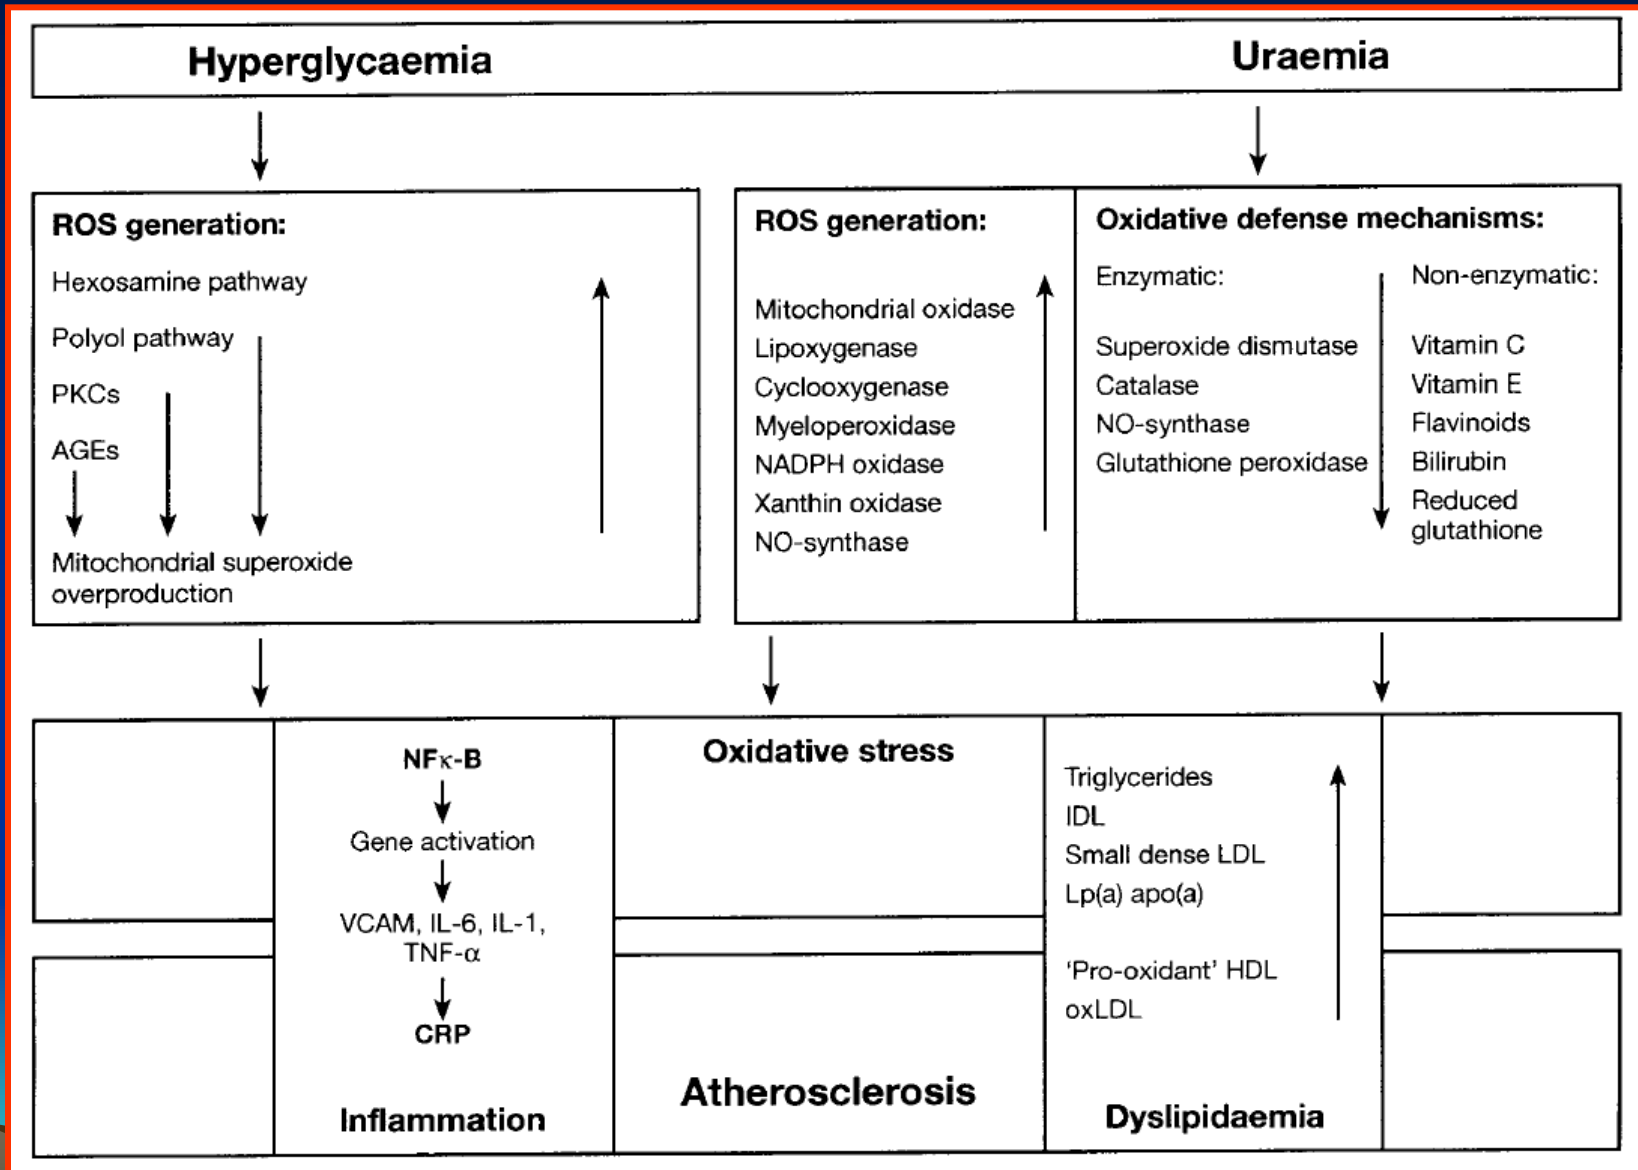 Hyperglycaemia
Uraemia
ROS generation:
Hexosamine pathway
Polyol pathway
PKCs
AGEs
Mitochondrial superoxide
overproduction
ROS generation:
Mitochondrial oxidase
Lipoxygenase
Cyclooxygenase
Myeloperoxidase
NADPH oxidase
Xanthin oxidase
NO-synthase
Oxidative defense mechanisms:
Enzymatic:
Superoxide dismutase
Catalase
NO-synthase
Glutathione peroxidase
Non-enzymatic:
Vitamin C
Vitamin E
Flavinoids
Bilirubin
Reduced
glutathione
NFκ-B
Gene activation
VCAM, IL-6, IL-1,
TNF-α
CRP
Inflammation
Oxidative stress
Atherosclerosis
Triglycerides
IDL
Small dense LDL
Lp(a) apo(a)
‘Pro-oxidant’ HDL
oxLDL
Dyslipidaemia